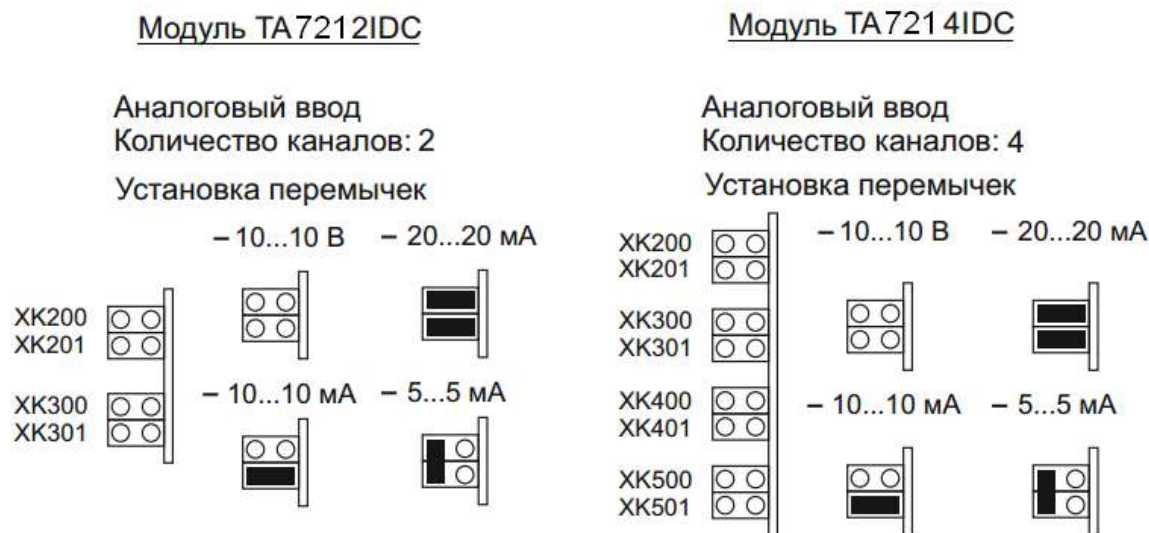 Модуль TA7212IDC
Аналоговый ввод
Количество каналов: 2
Установка перемычек
– 10...10 В
– 20...20 мА
XK200
XK201
XK300
XK301
– 10...10 мА
– 5...5 мА
Модуль TA7214IDC
Аналоговый ввод
Количество каналов: 4
Установка перемычек
– 10...10 В
– 20...20 мА
XK200
XK201
XK300
XK301
XK400
XK401
– 10...10 мА
– 5...5 мА
XK500
XK501